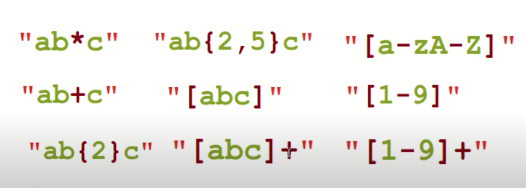 "ab*c" "ab{2,5}c" "[a-zA-Z]"
"ab+c" "[abc]" "[1-9]"
"ab{2}c" "[abc]+" "[1-9]+"